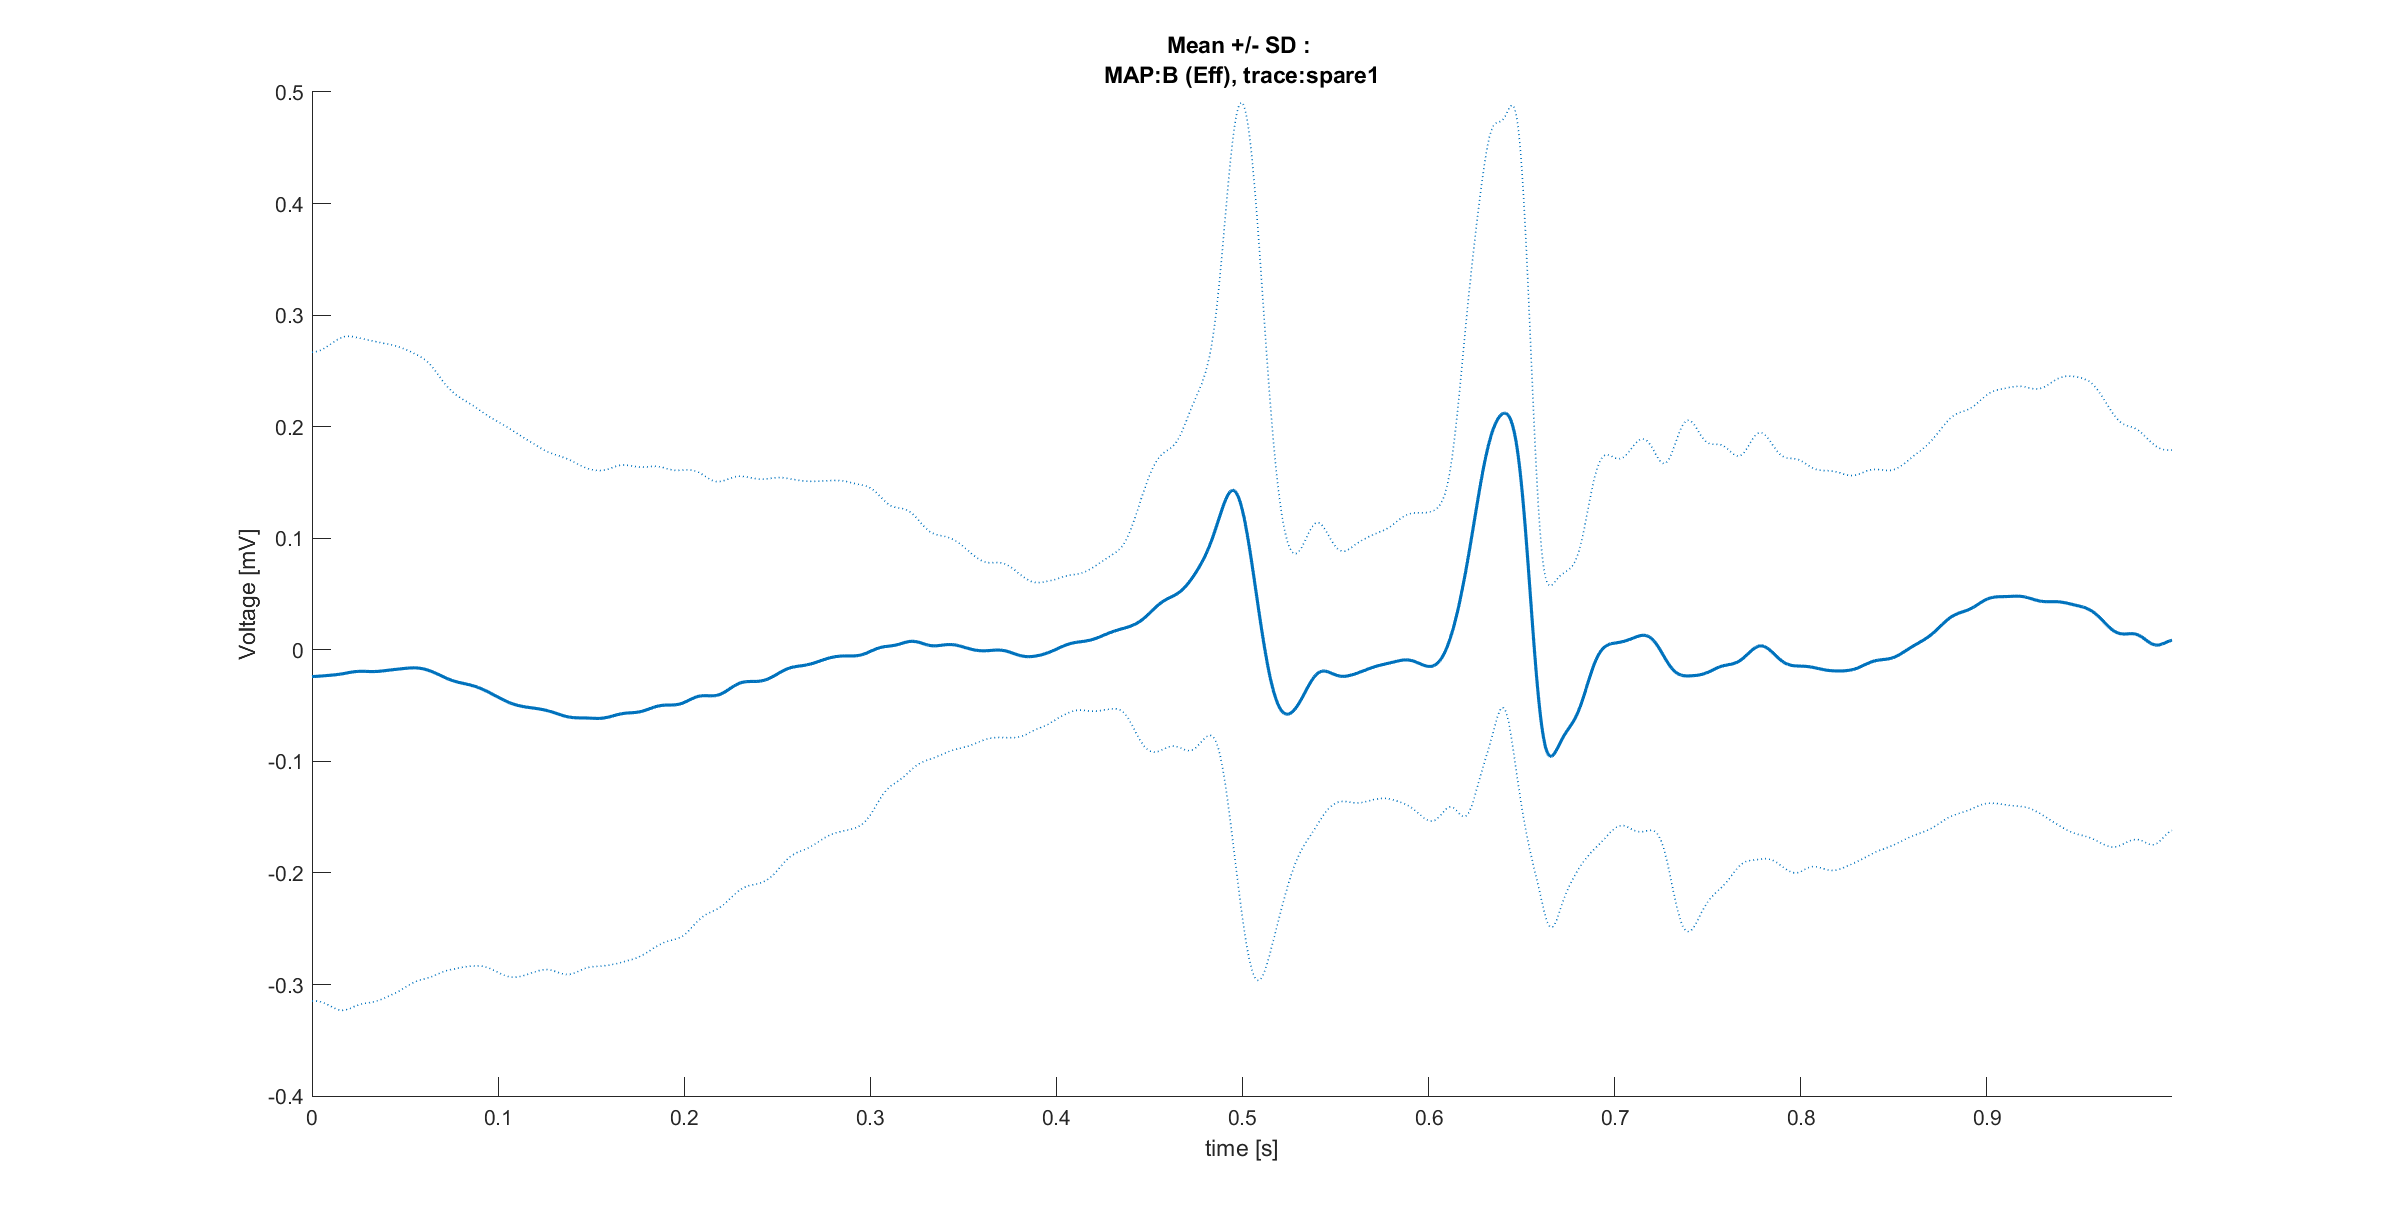 Mean +/- SD :
MAP:B (Eff), trace:spare1
0.5
0.4
0.3
0.2
0.1
0
-0.1
-0.2
-0.3
-0.4
Voltage [mV]
0 0.1 0.2 0.3 0.4 0.5 0.6 0.7 0.8 0.9
time [s]